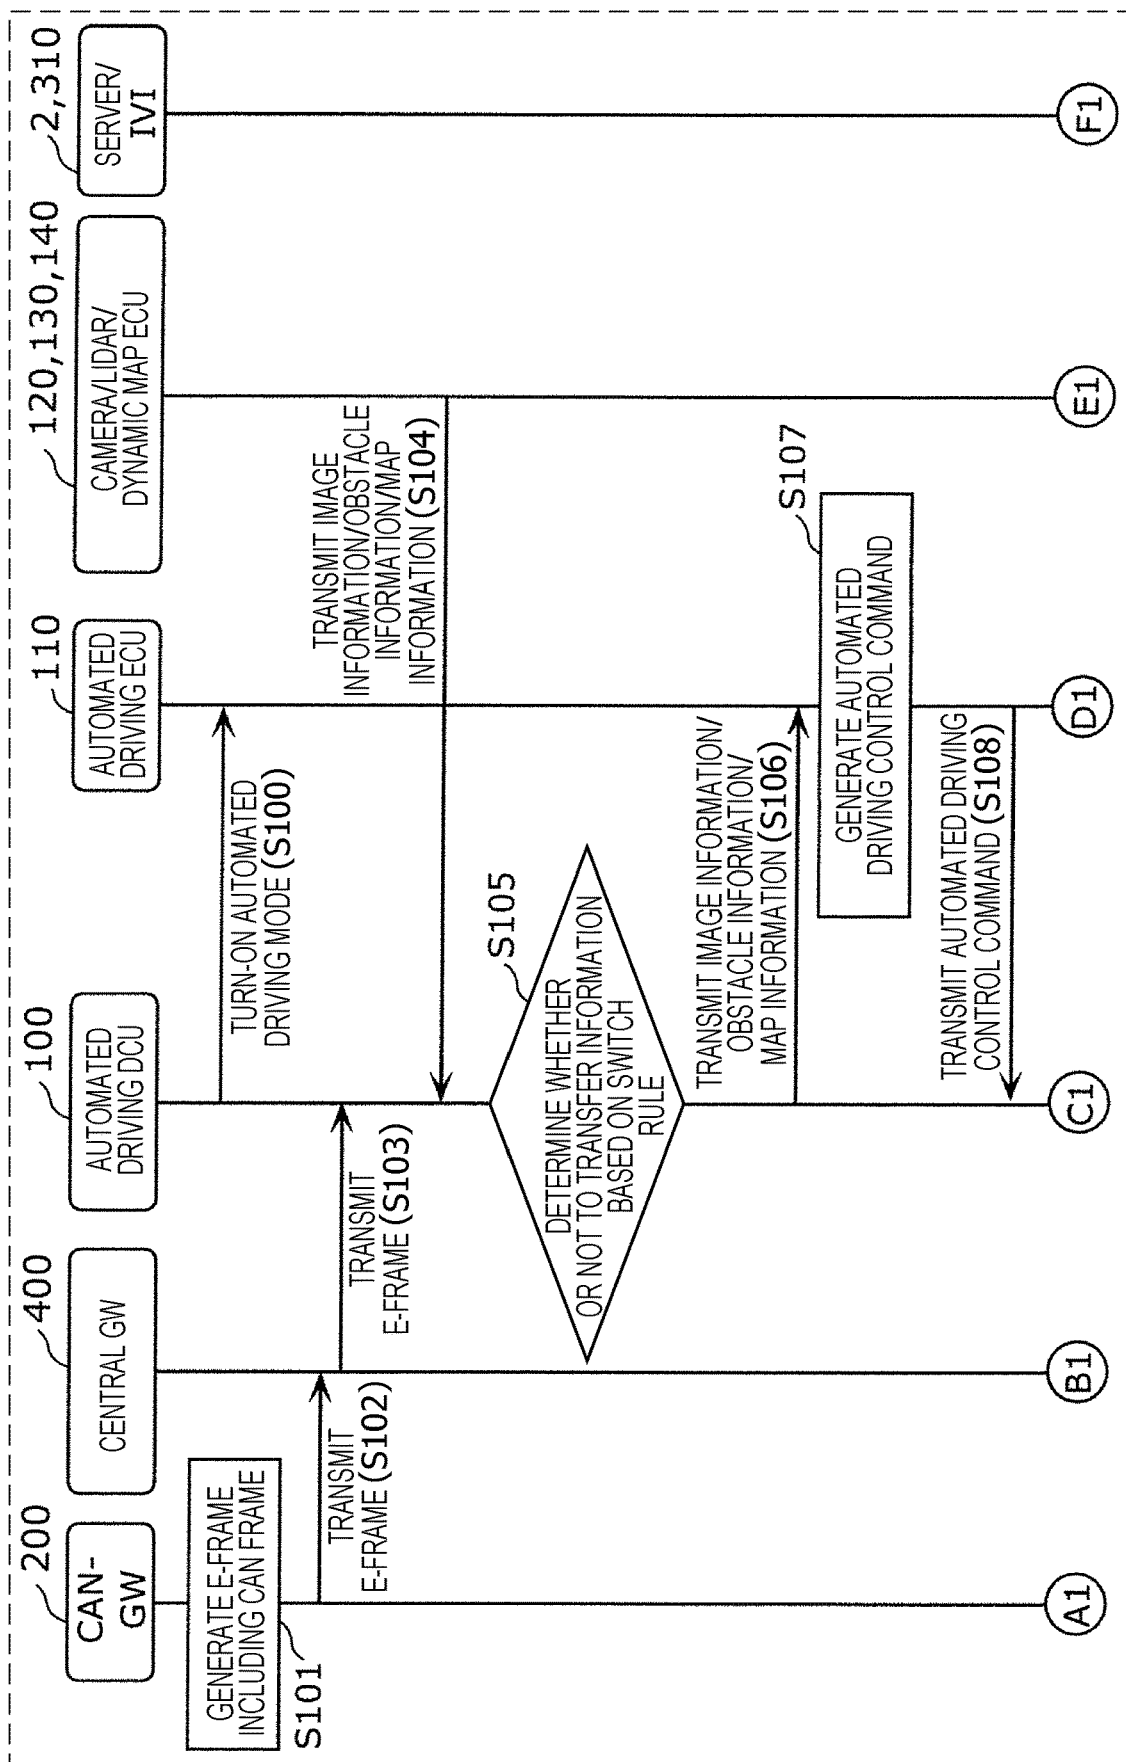 200
CAN-
GW
400
CENTRAL GW
100
AUTOMATED
DRIVING DCU
110
AUTOMATED
DRIVING ECU
120,130,140
CAMERA/LIDAR/
DYNAMIC MAP ECU
2,310
SERVER/
IVI
TURN-ON AUTOMATED
DRIVING MODE (S100)
GENERATE E-FRAME
INCLUDING CAN FRAME
S101
TRANSMIT
E-FRAME (S102)
TRANSMIT
E-FRAME (S103)
TRANSMIT IMAGE
INFORMATION/OBSTACLE
INFORMATION/MAP
INFORMATION (S104)
S105
DETERMINE WHETHER
OR NOT TO TRANSFER INFORMATION
BASED ON SWITCH
RULE
TRANSMIT IMAGE INFORMATION/
OBSTACLE INFORMATION/
MAP INFORMATION (S106)
S107
GENERATE AUTOMATED
DRIVING CONTROL COMMAND
TRANSMIT AUTOMATED DRIVING
CONTROL COMMAND (S108)
A1
B1
C1
D1
E1
F1